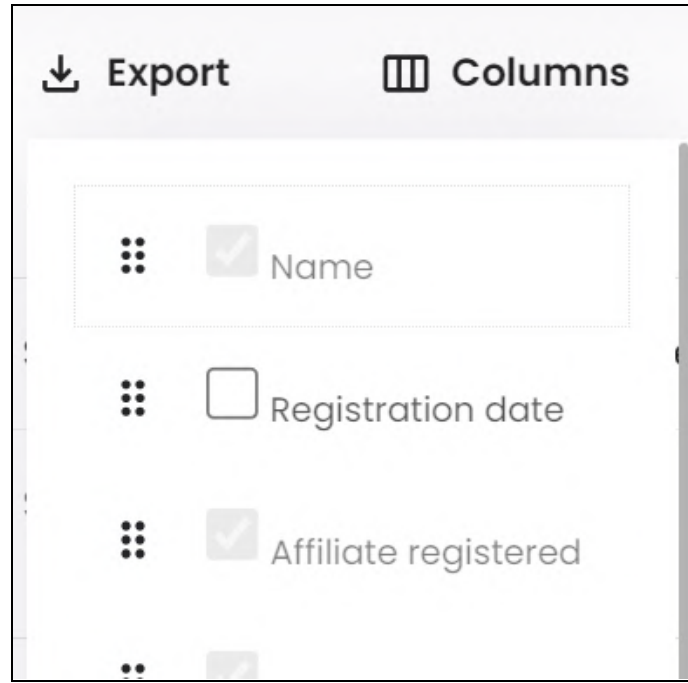 Export
Columns
Name
Registration date
Affiliate registered